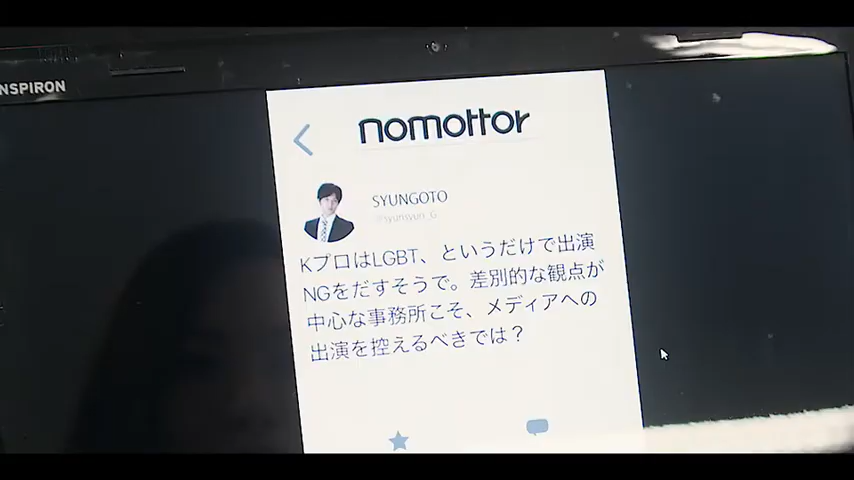 NSPIRON
nomottor
SYUNGOTO
@syunsyun_G
KプロはLGBT、というだけで出演
NGをだすそうで。差別的な観点が
中心な事務所こそ、メディアへの
出演を控えるべきでは？